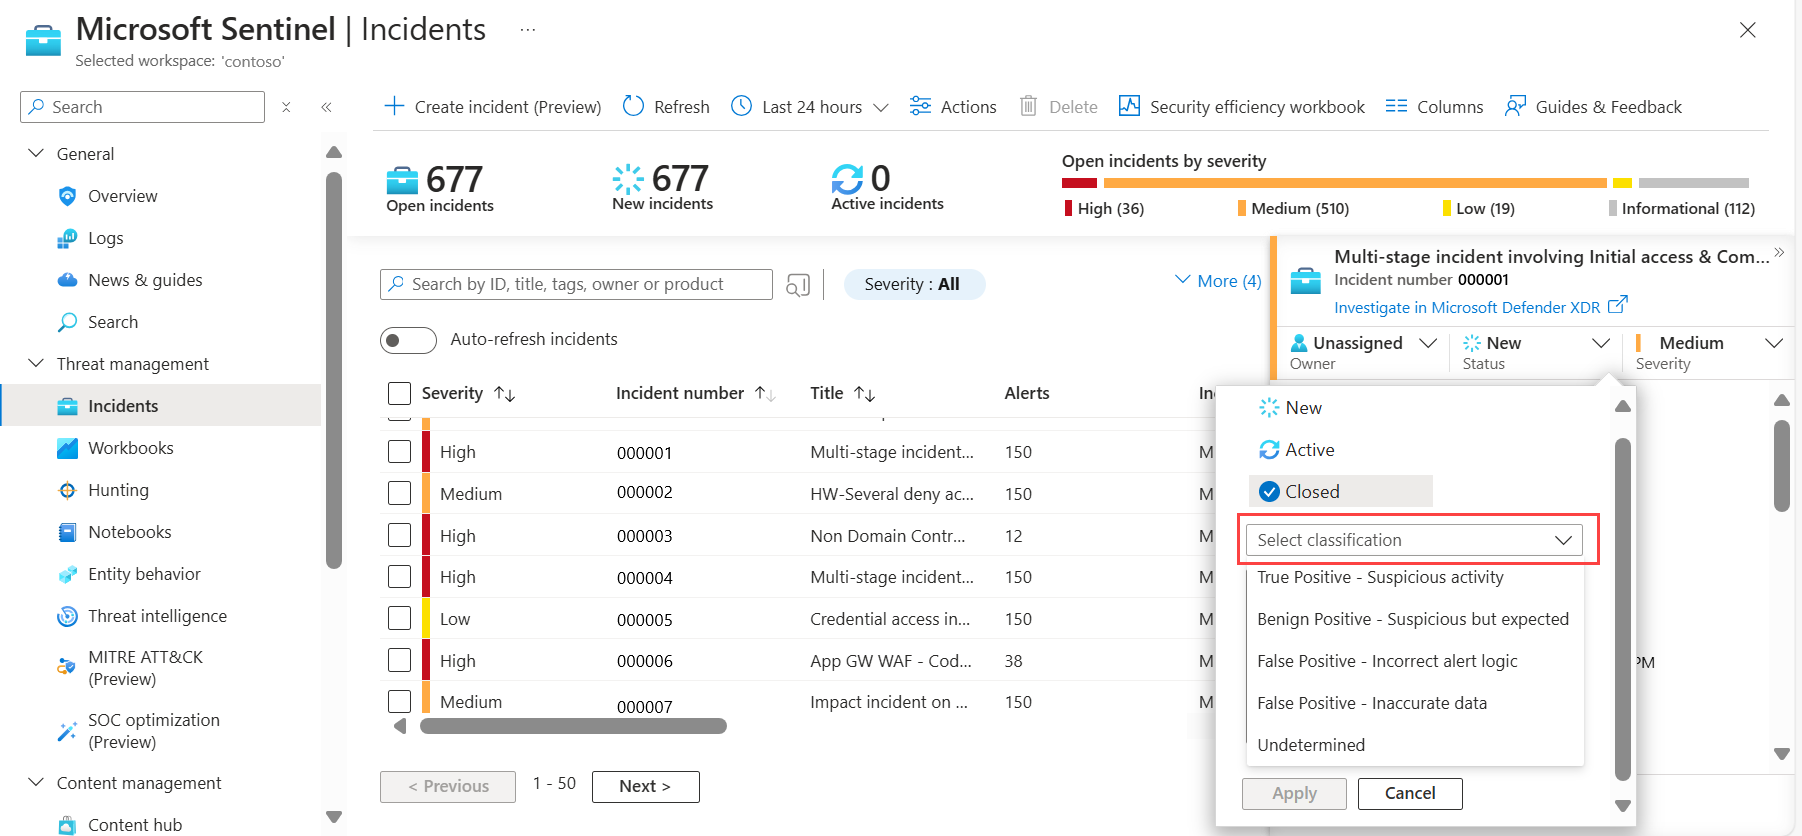 Microsoft Sentinel | Incidents ...
Selected workspace: 'contoso'
Search
General
Overview
Logs
News & guides
Search
Threat management
Incidents
Workbooks
Hunting
Notebooks
Entity behavior
Threat intelligence
MITRE ATT&CK
(Preview)
SOC optimization
(Preview)
Content management
Content hub
Create incident (Preview) Refresh Last 24 hours Actions Delete Security efficiency workbook Columns Guides & Feedback
677 677 0
Open incidents New incidents Active incidents
Open incidents by severity
High (36) Medium (510) Low (19) Informational (112)
Search by ID, title, tags, owner or product Severity : All More (4)
Auto-refresh incidents
Severity Incident number Title Alerts In
High 000001 Multi-stage incident... 150 M
Medium 000002 HW-Several deny ac... 150 M
High 000003 Non Domain Contr... 12 M
High 000004 Multi-stage incident... 150 M
Low 000005 Credential access in... 150 M
High 000006 App GW WAF - Cod... 38 M
Medium 000007 Impact incident on ... 150 M
< Previous 1 - 50 Next >
Multi-stage incident involving Initial access & Com...
Incident number 000001
Investigate in Microsoft Defender XDR
Unassigned New Medium
Owner Status Severity
New
Active
Closed
Select classification
True Positive - Suspicious activity
Benign Positive - Suspicious but expected
False Positive - Incorrect alert logic
False Positive - Inaccurate data
Undetermined
Apply Cancel
PM